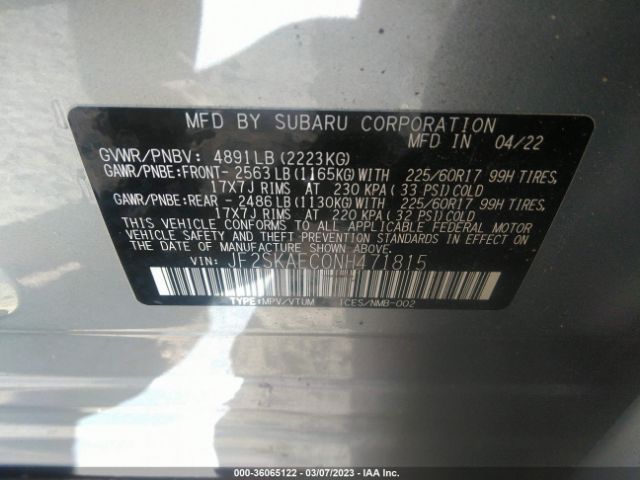 MFD BY SUBARU CORPORATION
MFD IN 04/22
GVWR/PNBV: 4891LB(2223KG)
GAWR/PNBE:FRONT- 2563LB(1165KG)WITH 225/60R17 99H TIRES,
17X7J RIMS AT 230 KPA(33 PSI)COLD
GAWR/PNBE:REAR - 2486LB(1130KG)WITH 225/60R17 99H TIRES,
17X7J RIMS AT 220 KPA(32 PSI)COLD
THIS VEHICLE CONFORMS TO ALL APPLICABLE FEDERAL MOTOR
VEHICLE SAFETY STANDARDS IN EFFECT ON
THE DATE OF MANUFACTURE SHOWN ABOVE.
VIN: JF2SKAEC0NH471815
TYPE:MPV/VTUM ICES/NMB-002
000-36065122 - 03/07/2023 - IAA Inc.